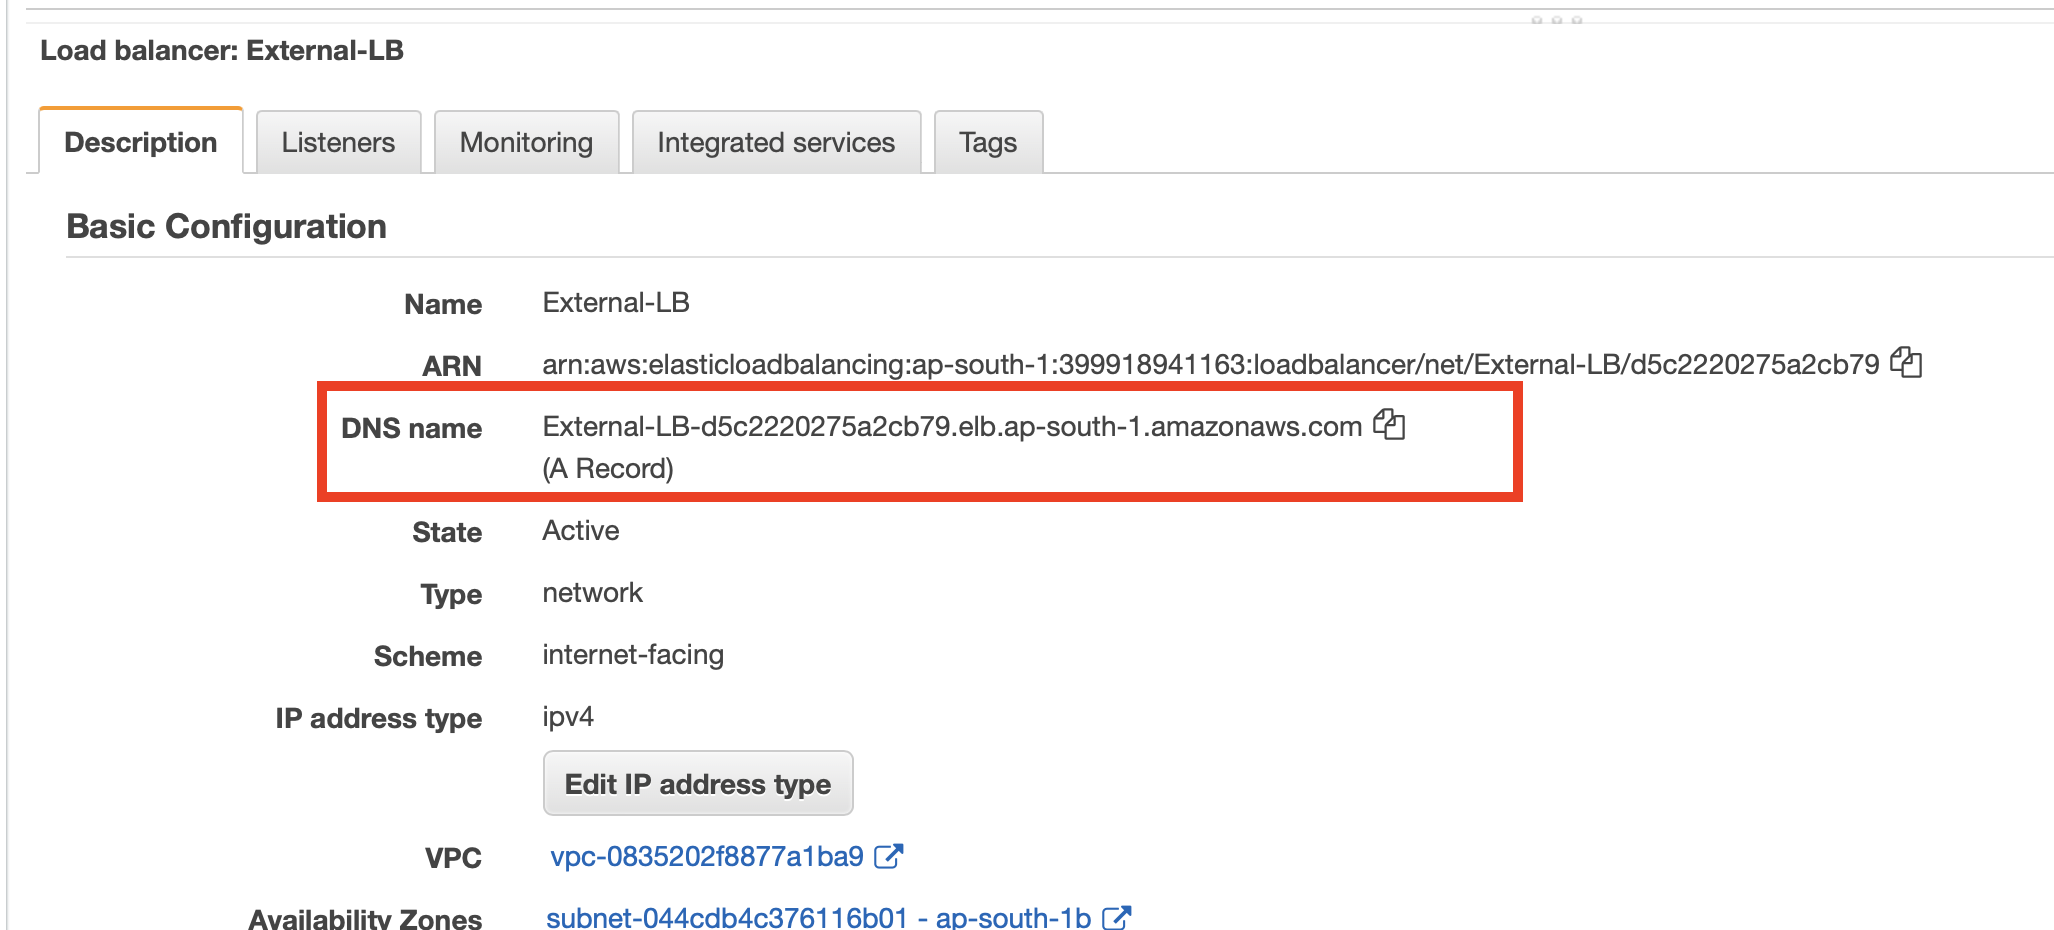 Load balancer: External-LB
Description Listeners Monitoring Integrated services Tags
Basic Configuration
Name External-LB
ARN arn:aws:elasticloadbalancing:ap-south-1:399918941163:loadbalancer/net/External-LB/d5c2220275a2cb79
DNS name External-LB-d5c2220275a2cb79.elb.ap-south-1.amazonaws.com
(A Record)
State Active
Type network
Scheme internet-facing
IP address type ipv4
Edit IP address type
VPC vpc-0835202f8877a1ba9
Availability Zones subnet-044cdb4c376116b01 - ap-south-1b